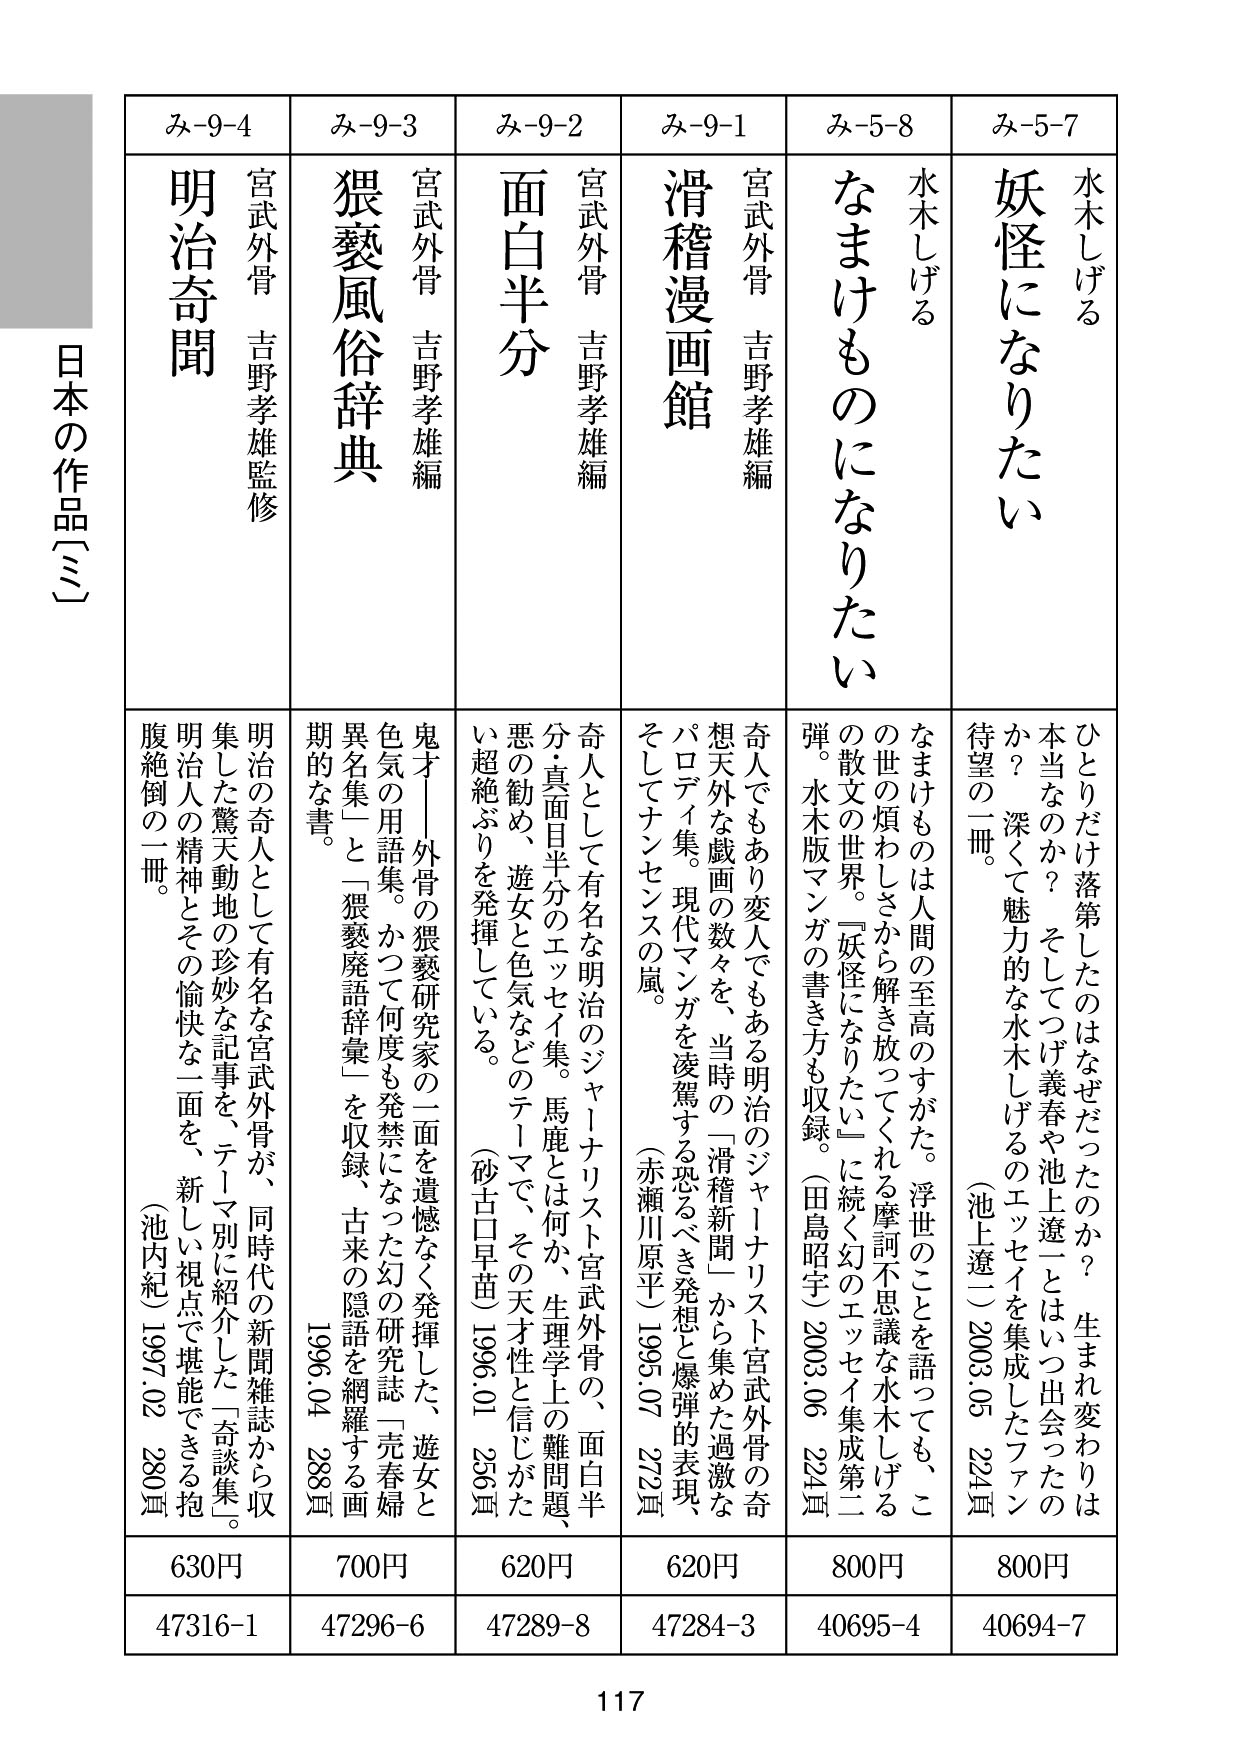 み-5-7
水木しげる
妖怪になりたい
ひとりだけ落第したのはなぜだったのか？　生まれ変わりは
本当なのか？　そしてつげ義春や池上遼一とはいつ出会ったの
か？　深くて魅力的な水木しげるのエッセイを集成したファン
待望の一冊。　（池上遼一）2003.05　224頁
800円
40694-7
み-5-8
水木しげる
なまけものになりたい
なまけものは人間の至高のすがた。浮世のことを語っても、こ
の世の煩わしさから解き放ってくれる摩訶不思議な水木しげる
の散文の世界。『妖怪になりたい』に続く幻のエッセイ集成第二
弾。水木版マンガの書き方も収録。（田島昭宇）2003.06　224頁
800円
40695-4
み-9-1
宮武外骨　吉野孝雄編
滑稽漫画館
奇人でもあり変人でもある明治のジャーナリスト宮武外骨の奇
想天外な戯画の数々を、当時の「滑稽新聞」から集めた過激な
パロディ集。現代マンガを凌駕する恐るべき発想と爆弾的表現、
そしてナンセンスの嵐。　（赤瀬川原平）1995.07　272頁
620円
47284-3
み-9-2
宮武外骨　吉野孝雄編
面白半分
奇人として有名な明治のジャーナリスト宮武外骨の、面白半
分・真面目半分のエッセイ集。馬鹿とは何か、生理学上の難問題、
悪の勧め、遊女と色気などのテーマで、その天才性と信じがた
い超絶ぶりを発揮している。　（砂古口早苗）1996.01　256頁
620円
47289-8
み-9-3
宮武外骨　吉野孝雄編
猥褻風俗辞典
鬼才――外骨の猥褻研究家の一面を遺憾なく発揮した、遊女と
色気の用語集。かつて何度も発禁になった幻の研究誌「売春婦
異名集」と「猥褻廃語辞彙」を収録、古来の隠語を網羅する画
期的な書。　1996.04　288頁
700円
47296-6
み-9-4
宮武外骨　吉野孝雄監修
明治奇聞
明治の奇人として有名な宮武外骨が、同時代の新聞雑誌から収
集した驚天動地の珍妙な記事を、テーマ別に紹介した「奇談集」。
明治人の精神とその愉快な一面を、新しい視点で堪能できる抱
腹絶倒の一冊。　（池内紀）1997.02　280頁
630円
47316-1
日本の作品〔ミ〕
117